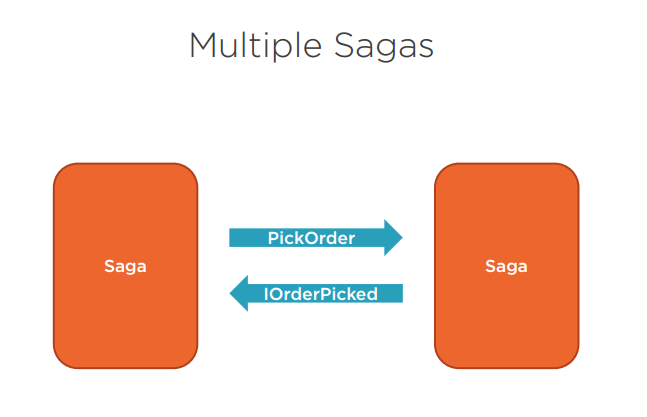 Multiple Sagas
PickOrder
Saga
Saga
IOrderPicked